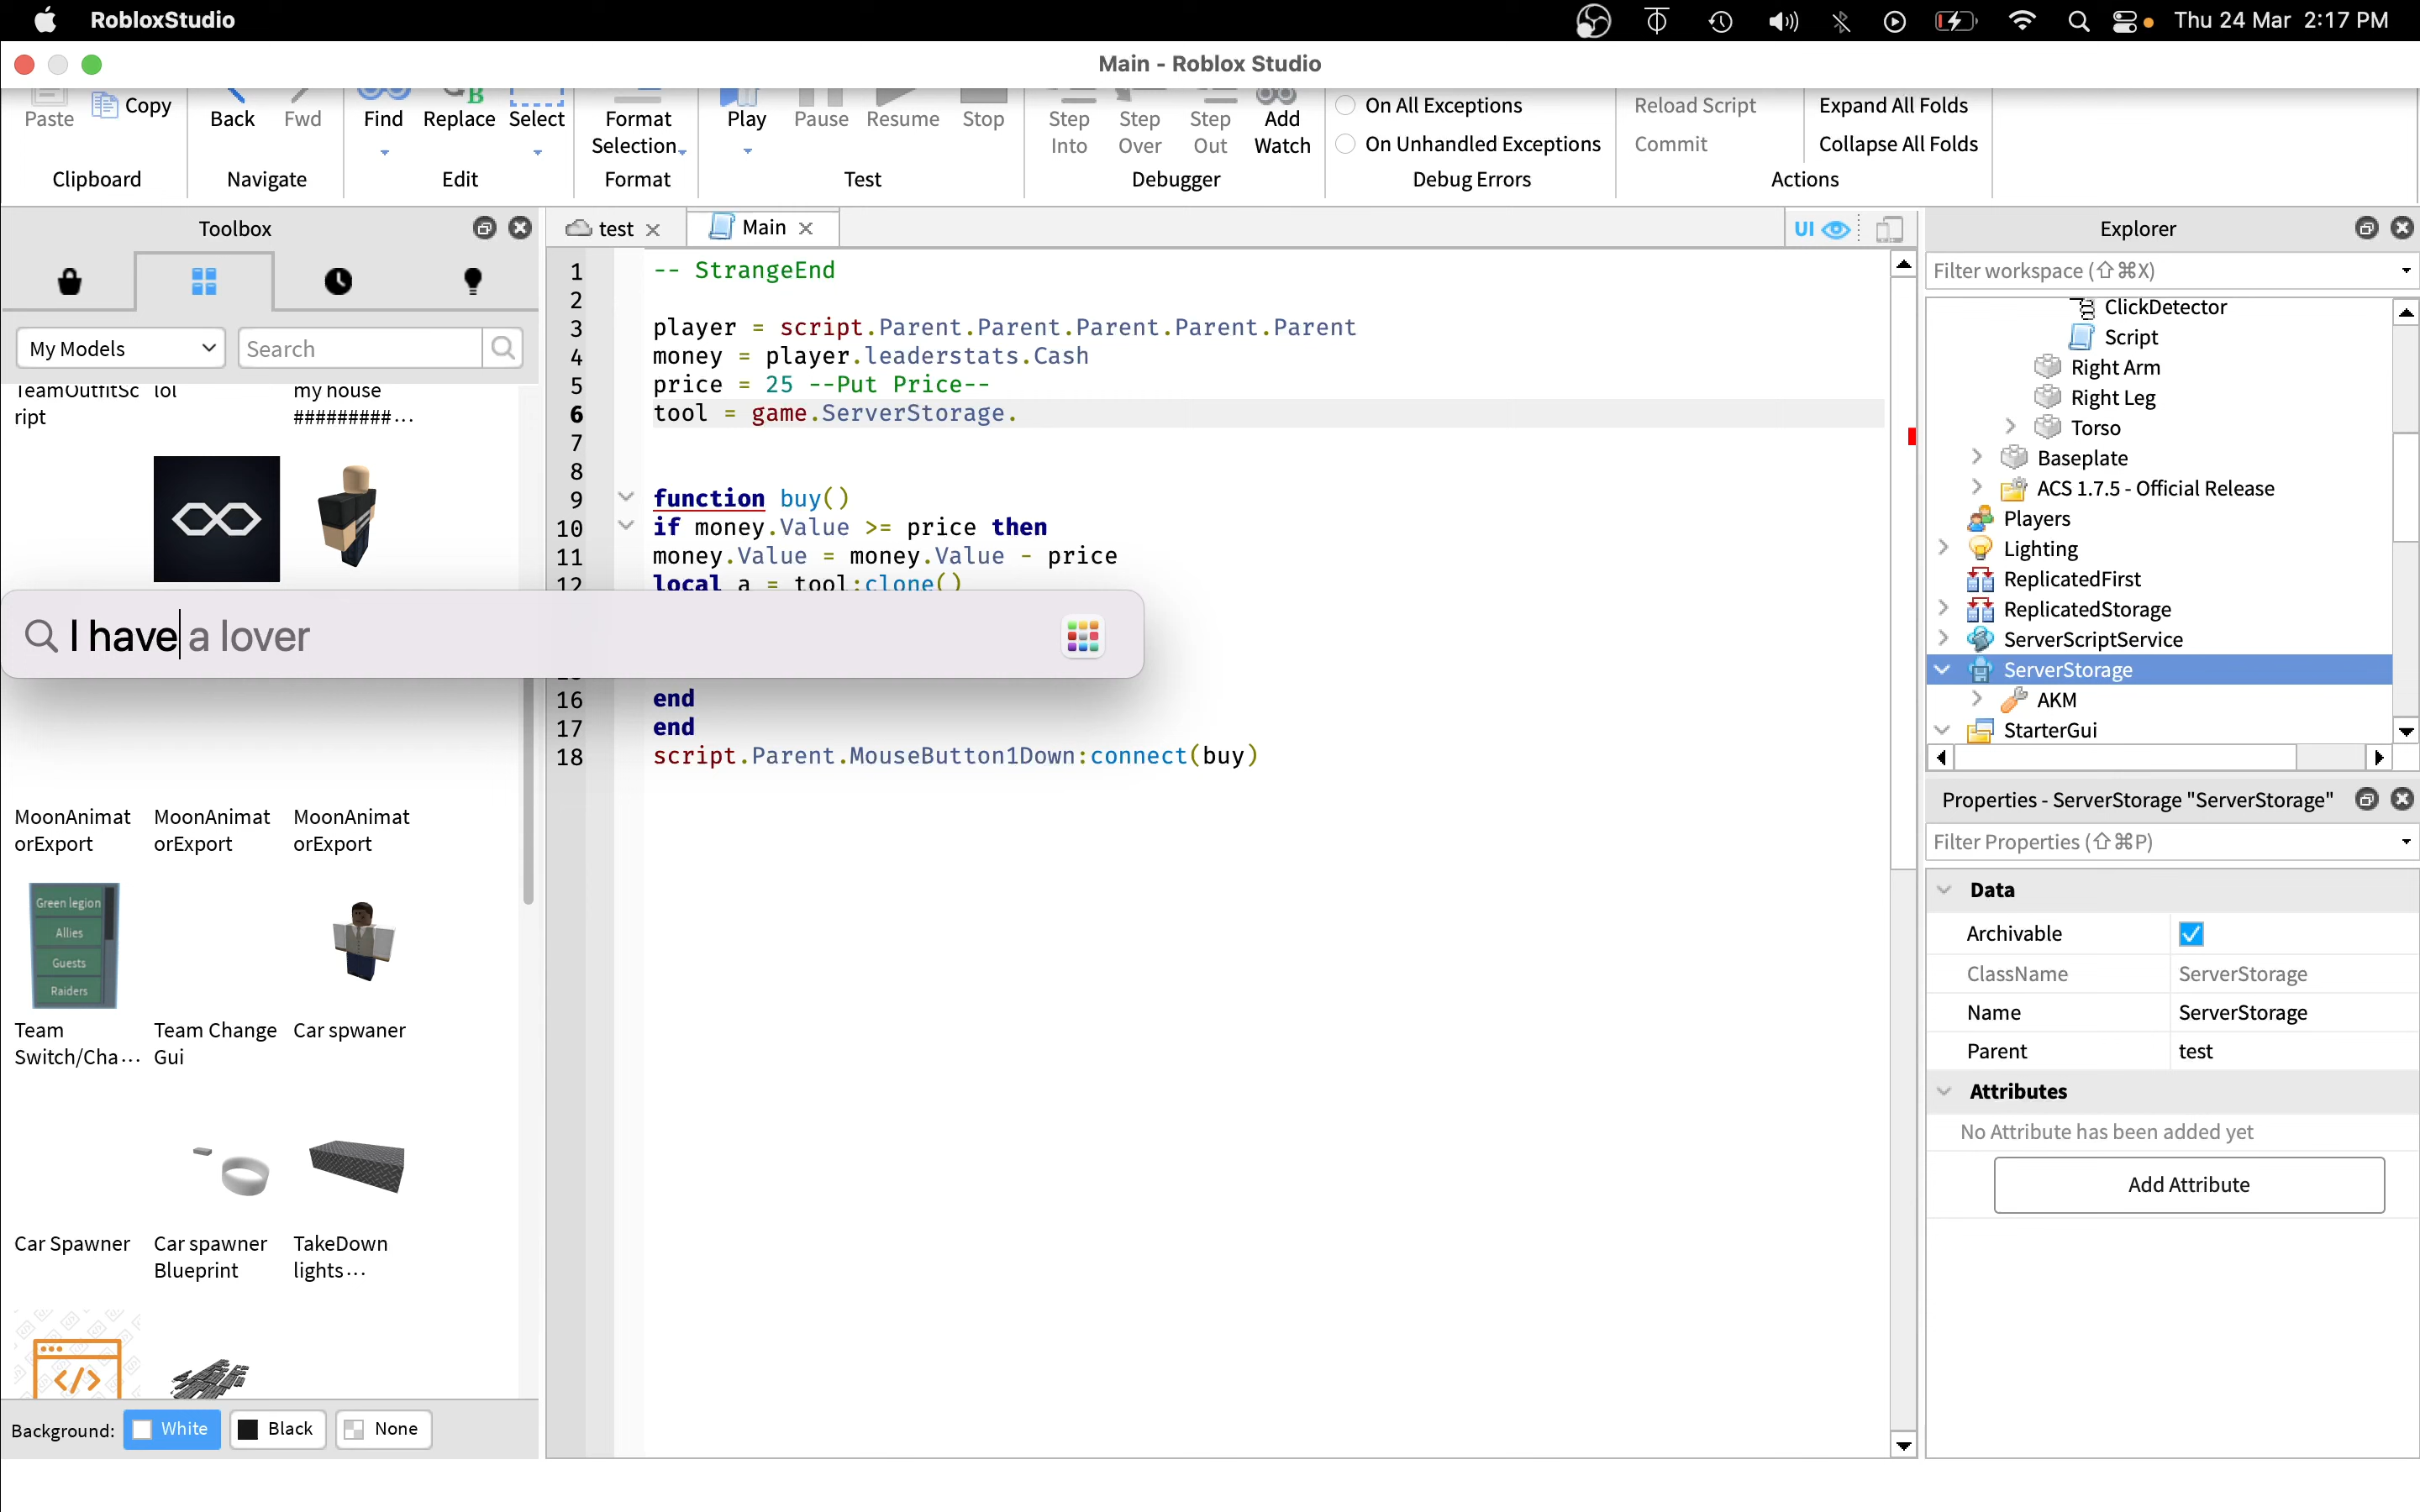 RobloxStudio
Thu 24 Mar 2:17 PM
Main - Roblox Studio
Paste
Copy
Back
Fwd
Find
Replace
Select
Format
Selection
Play
Pause
Resume
Stop
Step
Into
Step
Over
Step
Out
Add
Watch
On All Exceptions
On Unhandled Exceptions
Reload Script
Commit
Expand All Folds
Collapse All Folds
Clipboard
Navigate
Edit
Format
Test
Debugger
Debug Errors
Actions
Toolbox
My Models
Search
TeamOutfitSc
ript
lol
my house
#########...
I have a lover
MoonAnimat
orExport
MoonAnimat
orExport
MoonAnimat
orExport
Green legion
Allies
Guests
Raiders
Team
Switch/Cha...
Team Change
Gui
Car spwaner
Car Spawner
Car spawner
Blueprint
TakeDown
lights...
</>
Background:
White
Black
None
test
Main
UI
1 -- StrangeEnd
2
3 player = script.Parent.Parent.Parent.Parent.Parent
4 money = player.leaderstats.Cash
5 price = 25 --Put Price--
6 tool = game.ServerStorage.
7
8
9 function buy()
10 if money.Value >= price then
11 money.Value = money.Value - price
12 local a = tool:clone()
16 end
17 end
18 script.Parent.MouseButton1Down:connect(buy)
Explorer
Filter workspace (⇧⌘X)
ClickDetector
Script
Right Arm
Right Leg
Torso
Baseplate
ACS 1.7.5 - Official Release
Players
Lighting
ReplicatedFirst
ReplicatedStorage
ServerScriptService
ServerStorage
AKM
StarterGui
Properties - ServerStorage "ServerStorage"
Filter Properties (⇧⌘P)
Data
Archivable
ClassName ServerStorage
Name ServerStorage
Parent test
Attributes
No Attribute has been added yet
Add Attribute